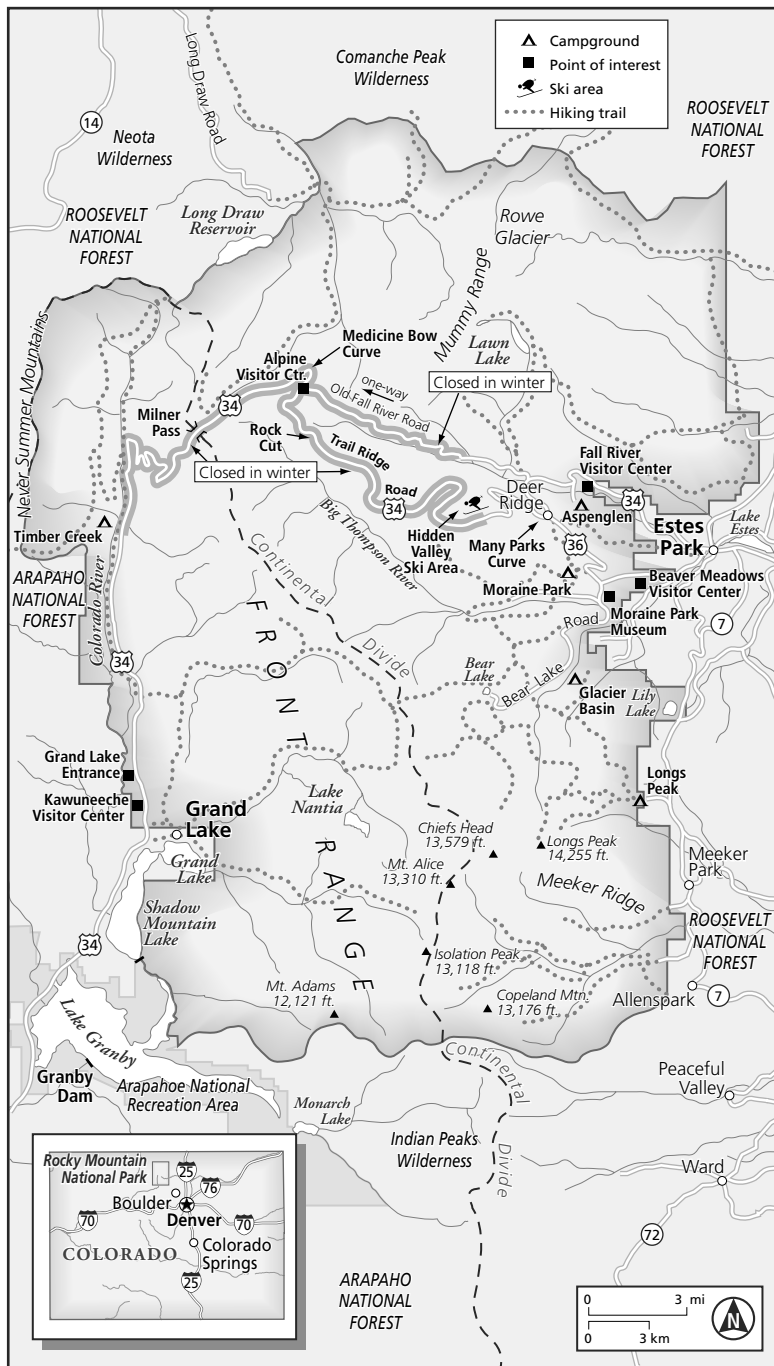 Campground
Point of interest
Ski area
Hiking trail
Comanche Peak
Wilderness
ROOSEVELT
NATIONAL
FOREST
Long Draw Road
14
Neota
Wilderness
ROOSEVELT
NATIONAL
FOREST
Long Draw
Reservoir
Rowe
Glacier
Mummy Range
Never Summer Mountains
Lawn
Lake
Medicine Bow
Curve
Alpine
Visitor Ctr.
one-way
Old Fall River Road
Closed in winter
34
Milner
Pass
Rock
Cut
Trail Ridge
Road
34
Closed in winter
Fall River
Visitor Center
Deer
Ridge
34
Aspenglen
Lake
Estes
Estes
Park
Timber Creek
Big Thompson River
Hidden
Valley
Ski Area
Many Parks
Curve
36
Moraine Park
Beaver Meadows
Visitor Center
Moraine Park
Museum
ARAPAHO
NATIONAL
FOREST
Colorado River
Continental
Divide
FRONT
RANGE
7
34
Bear
Lake
Bear Lake
Road
Glacier
Basin
Lily
Lake
Grand Lake
Entrance
Kawuneeche
Visitor Center
Grand
Lake
Grand
Lake
Lake
Nantia
Longs
Peak
Chiefs Head
13,579 ft.
Longs Peak
14,255 ft.
Mt. Alice
13,310 ft.
Meeker Ridge
Meeker
Park
Shadow
Mountain
Lake
34
ROOSEVELT
NATIONAL
FOREST
Isolation Peak
13,118 ft.
Mt. Adams
12,121 ft.
Copeland Mtn.
13,176 ft.
Allenspark
7
Lake Granby
Granby
Dam
Arapahoe National
Recreation Area
Monarch
Lake
Continental
Divide
Indian Peaks
Wilderness
Peaceful
Valley
Ward
72
Rocky Mountain
National Park
25
76
Boulder
70
Denver
70
COLORADO
Colorado
Springs
25
ARAPAHO
NATIONAL
FOREST
0 3 mi
0 3 km
N